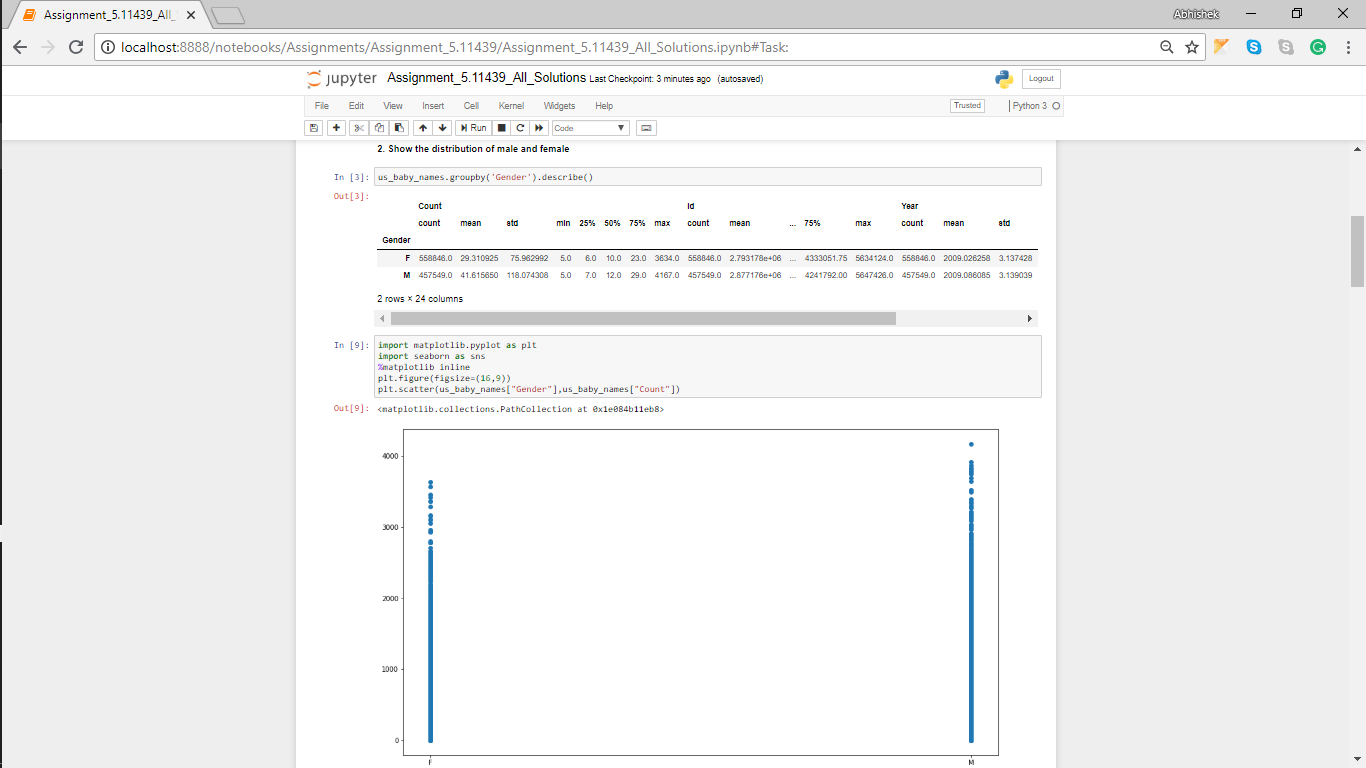 Assignment_5.11439_All_
Abhishek
localhost:8888/notebooks/Assignments/Assignment_5.11439/Assignment_5.11439_All_Solutions.ipynb#Task:
jupyter Assignment_5.11439_All_Solutions Last Checkpoint: 3 minutes ago (autosaved)
Logout
File Edit View Insert Cell Kernel Widgets Help
Trusted Python 3
Run Code
2. Show the distribution of male and female
In [3]: us_baby_names.groupby('Gender').describe()
Out[3]:
Count Id Year
count mean std min 25% 50% 75% max count mean ... 75% max count mean std
Gender
F 558846.0 29.310925 75.962992 5.0 6.0 10.0 23.0 3634.0 558846.0 2.793178e+06 ... 4333051.75 5634124.0 558846.0 2009.026258 3.137428
M 457549.0 41.615650 118.074308 5.0 7.0 12.0 29.0 4167.0 457549.0 2.877176e+06 ... 4241792.00 5647426.0 457549.0 2009.086085 3.139039
2 rows × 24 columns
In [9]: import matplotlib.pyplot as plt
import seaborn as sns
%matplotlib inline
plt.figure(figsize=(16,9))
plt.scatter(us_baby_names["Gender"],us_baby_names["Count"])
Out[9]: <matplotlib.collections.PathCollection at 0x1e084b11eb8>
4000
3000
2000
1000
0
F M